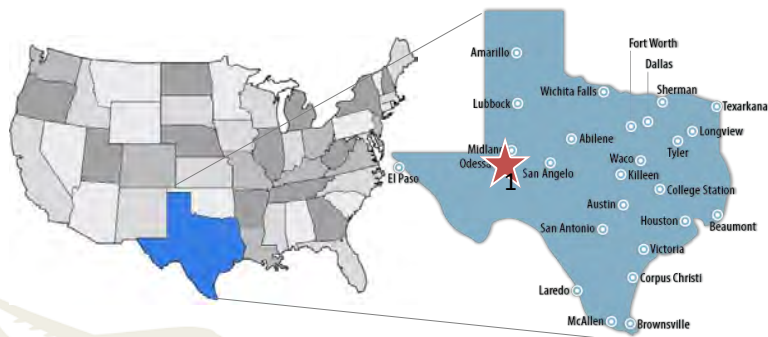 Fort Worth
Dallas
Amarillo
Wichita Falls
Sherman
Lubbock
Texarkana
Longview
Abilene
Tyler
Midlan
Waco
Odessa
San Angelo
Killeen
El Paso
1
College Station
Austin
Houston
Beaumont
San Antonio
Victoria
Corpus Christi
Laredo
McAllen
Brownsville